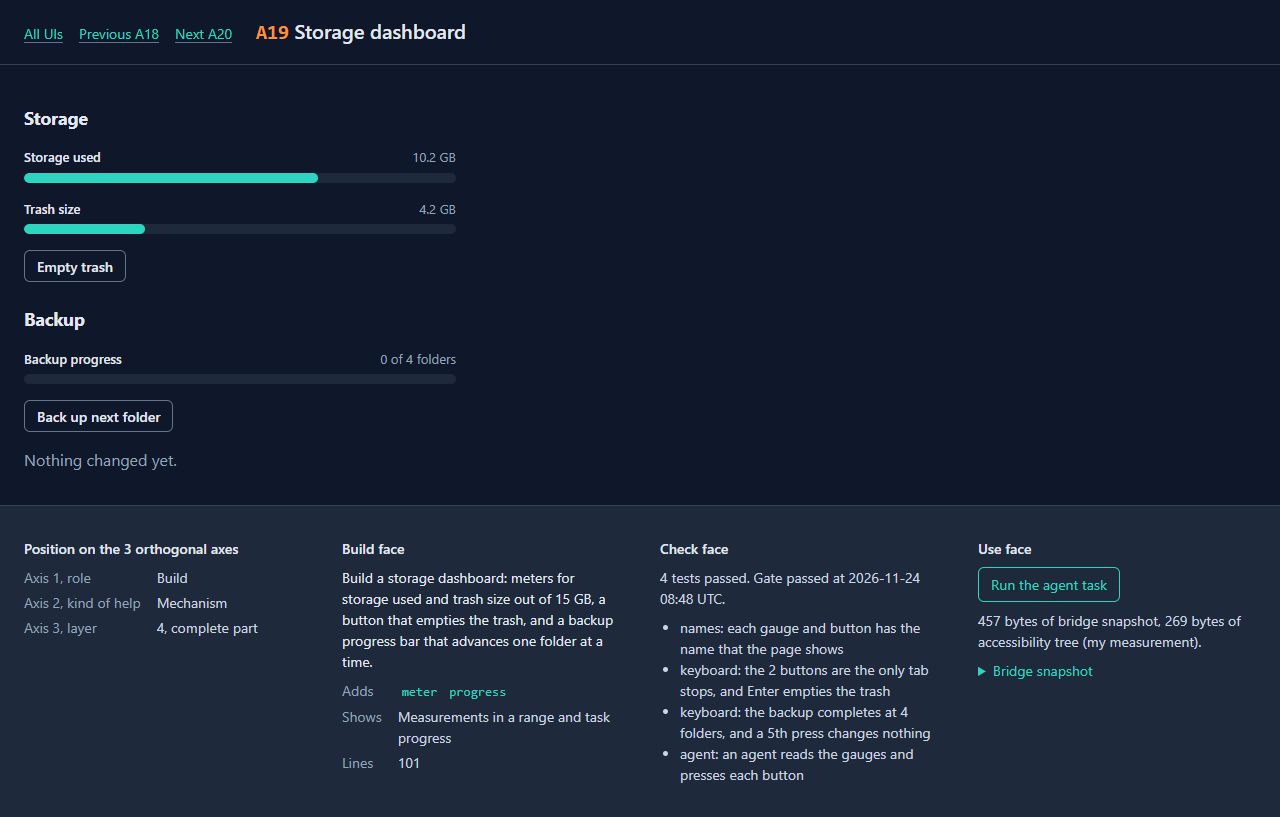 All UIs Previous A18 Next A20 A19 Storage dashboard
Storage
Storage used 10.2 GB
Trash size 4.2 GB
Empty trash
Backup
Backup progress 0 of 4 folders
Back up next folder
Nothing changed yet.
Position on the 3 orthogonal axes
Axis 1, role Build
Axis 2, kind of help Mechanism
Axis 3, layer 4, complete part
Build face
Build a storage dashboard: meters for
storage used and trash size out of 15 GB, a
button that empties the trash, and a backup
progress bar that advances one folder at a
time.
Adds meter progress
Shows Measurements in a range and task
progress
Lines 101
Check face
4 tests passed. Gate passed at 2026-11-24
08:48 UTC.
• names: each gauge and button has the
name that the page shows
• keyboard: the 2 buttons are the only tab
stops, and Enter empties the trash
• keyboard: the backup completes at 4
folders, and a 5th press changes nothing
• agent: an agent reads the gauges and
presses each button
Use face
Run the agent task
457 bytes of bridge snapshot, 269 bytes of
accessibility tree (my measurement).
▶ Bridge snapshot